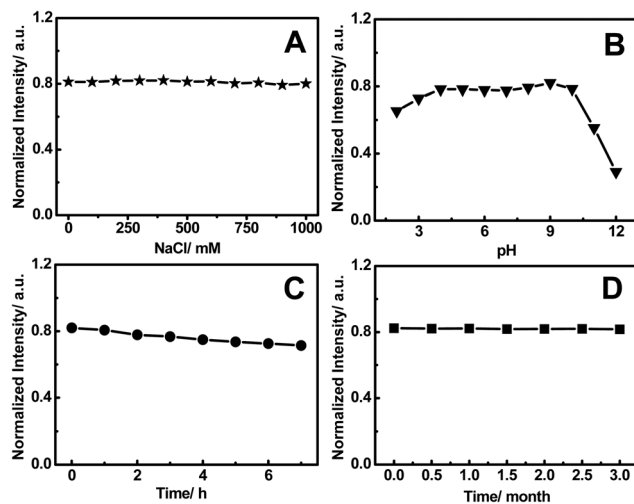 A
Normalized Intensity/ a.u.
1.2
0.8
0.4
0.0
0 250 500 750 1000
NaCl/ mM
B
Normalized Intensity/ a.u.
1.2
0.8
0.4
0.0
3 6 9 12
pH
C
Normalized Intensity/ a.u.
1.2
0.8
0.4
0.0
0 2 4 6
Time/ h
D
Normalized Intensity/ a.u.
1.2
0.8
0.4
0.0
0.0 0.5 1.0 1.5 2.0 2.5 3.0
Time/ month